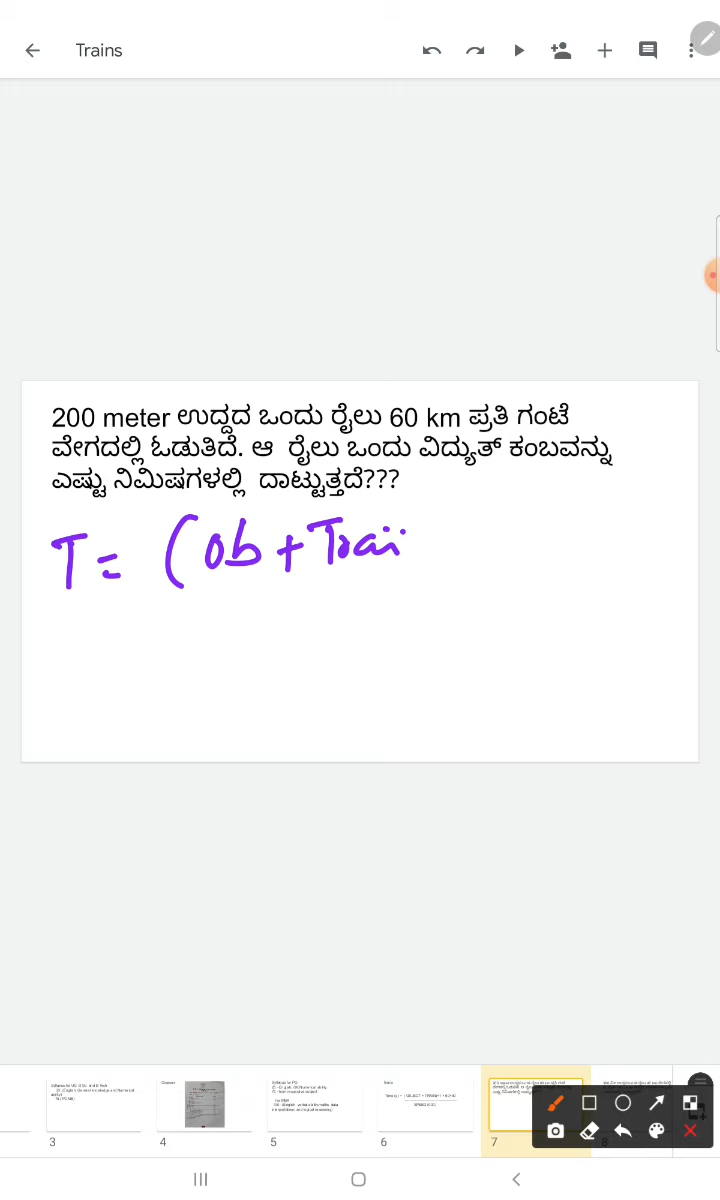 Trains
200 meter ಉದ್ದದ ಒಂದು ರೈಲು 60 km ಪ್ರತಿ ಗಂಟೆ
ವೇಗದಲ್ಲಿ ಓಡುತಿದೆ. ಆ ರೈಲು ಒಂದು ವಿದ್ಯುತ್ ಕಂಬವನ್ನು
ಎಷ್ಟು ನಿಮಿಷಗಳಲ್ಲಿ ದಾಟ್ಟುತ್ತದೆ???
T = (Ob + Trai
3
4
5
6
7
8